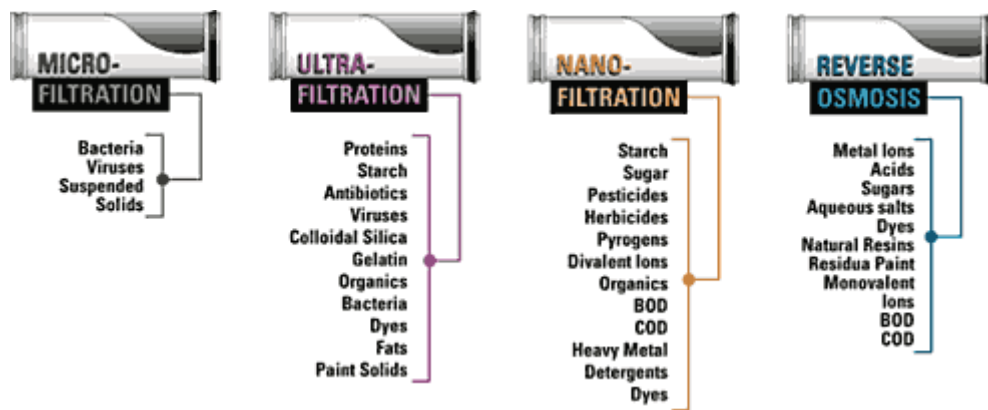 MICRO-
FILTRATION
Bacteria
Viruses
Suspended
Solids
ULTRA-
FILTRATION
Proteins
Starch
Antibiotics
Viruses
Colloidal Silica
Gelatin
Organics
Bacteria
Dyes
Fats
Paint Solids
NANO-
FILTRATION
Starch
Sugar
Pesticides
Herbicides
Pyrogens
Divalent Ions
Organics
BOD
COD
Heavy Metal
Detergents
Dyes
REVERSE
OSMOSIS
Metal Ions
Acids
Sugars
Aqueous salts
Dyes
Natural Resins
Residua Paint
Monovalent
Ions
BOD
COD